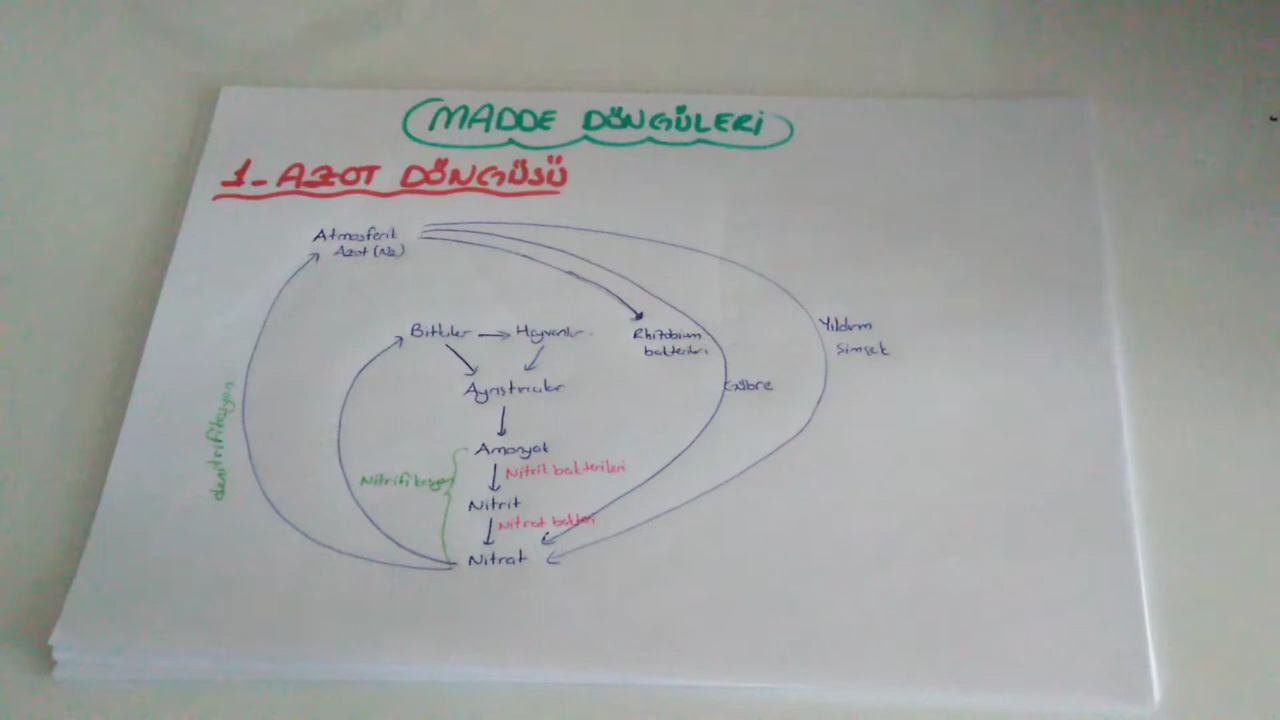 MADDE DÖNGÜLERİ
1- AZOT DÖNGÜSÜ
Atmosferik
Azot (N2)
Bitkiler
Hayvanlar
Rhizobium
bakterileri
Yıldırım
Şimşek
Gübre
Ayrıştırıcılar
denitrifikasyon
Amonyak
Nitrifikasyon
Nitrit bakterileri
Nitrit
Nitrat bakteri
Nitrat